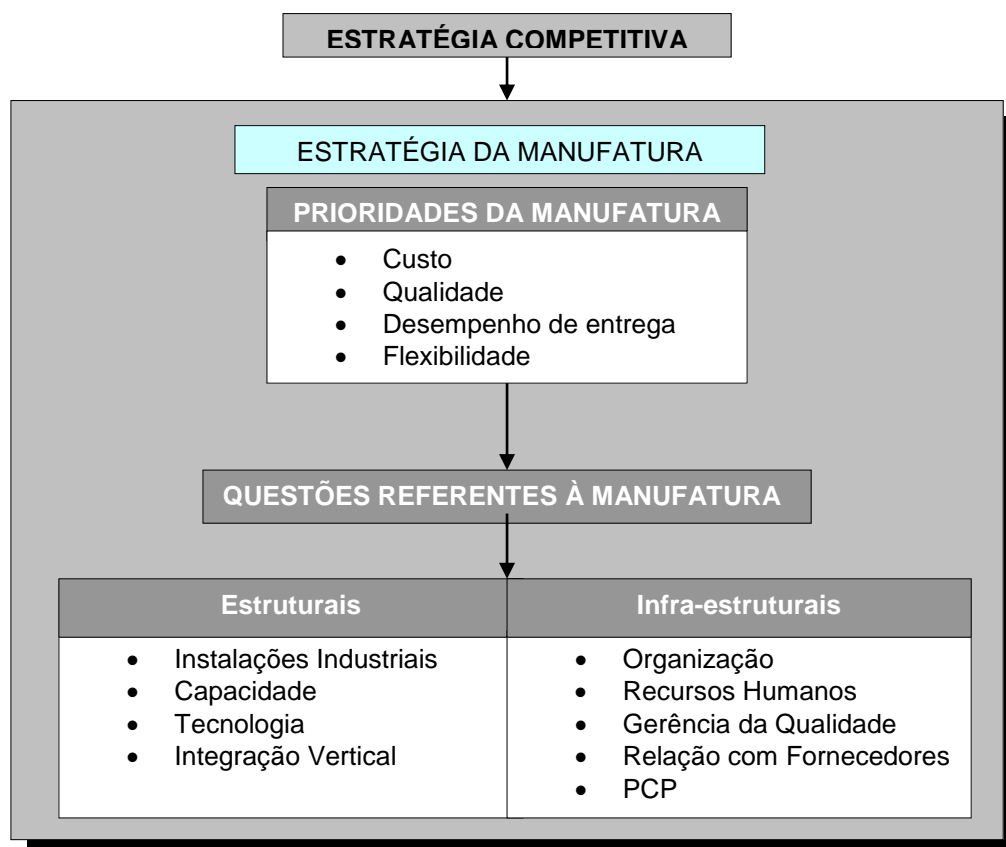 ESTRATÉGIA COMPETITIVA
ESTRATÉGIA DA MANUFATURA
PRIORIDADES DA MANUFATURA
• Custo
• Qualidade
• Desempenho de entrega
• Flexibilidade
QUESTÕES REFERENTES À MANUFATURA
Estruturais
• Instalações Industriais
• Capacidade
• Tecnologia
• Integração Vertical
Infra-estruturais
• Organização
• Recursos Humanos
• Gerência da Qualidade
• Relação com Fornecedores
• PCP